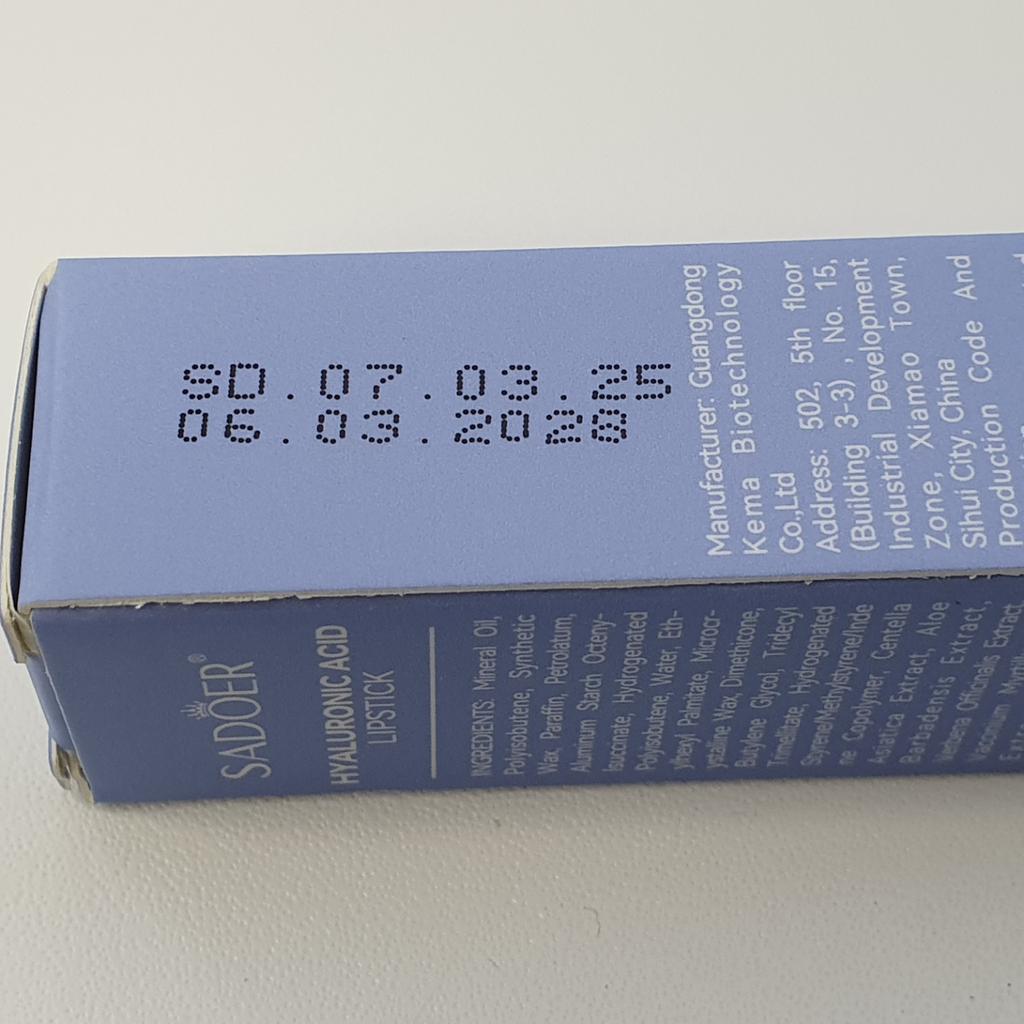 SD.07.03.25
06.03.2028
Manufacturer: Guangdong
Kema Biotechnology
Co.,Ltd
Address: 502, 5th floor
(Building 3-3) , No. 15,
Industrial Development
Zone, Xiamao Town,
Sihui City, China
Production Code And
SADOER®
HYALURONIC ACID
LIPSTICK
INGREDIENTS: Mineral Oil,
Polyisobutene, Synthetic
Wax, Paraffin, Petrolatum,
Aluminum Starch Octeny-
lsuccinate, Hydrogenated
Polyisobutene, Water, Eth-
ylhexyl Palmitate, Microcr-
ystalline Wax, Dimethicone,
Butylene Glycol, Tridecyl
Trimellitate, Hydrogenated
Styrene/Methylstyrene/Inde
ne Copolymer, Centella
Asiatica Extract, Aloe
Barbadensis Extract,
Verbena Officinalis Extract,
Vaccinium Myrtillus